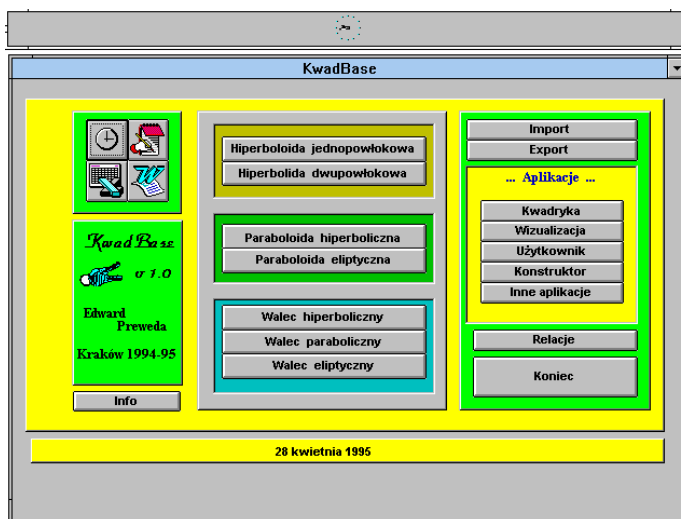 KwadBase
KwadBase
v 1.0
Edward
Preweda
Kraków 1994-95
Info
Hiperboloida jednopowłokowa
Hiperbolida dwupowłokowa
Paraboloida hiperboliczna
Paraboloida eliptyczna
Walec hiperboliczny
Walec paraboliczny
Walec eliptyczny
Import
Export
... Aplikacje ...
Kwadryka
Wizualizacja
Użytkownik
Konstruktor
Inne aplikacje
Relacje
Koniec
28 kwietnia 1995